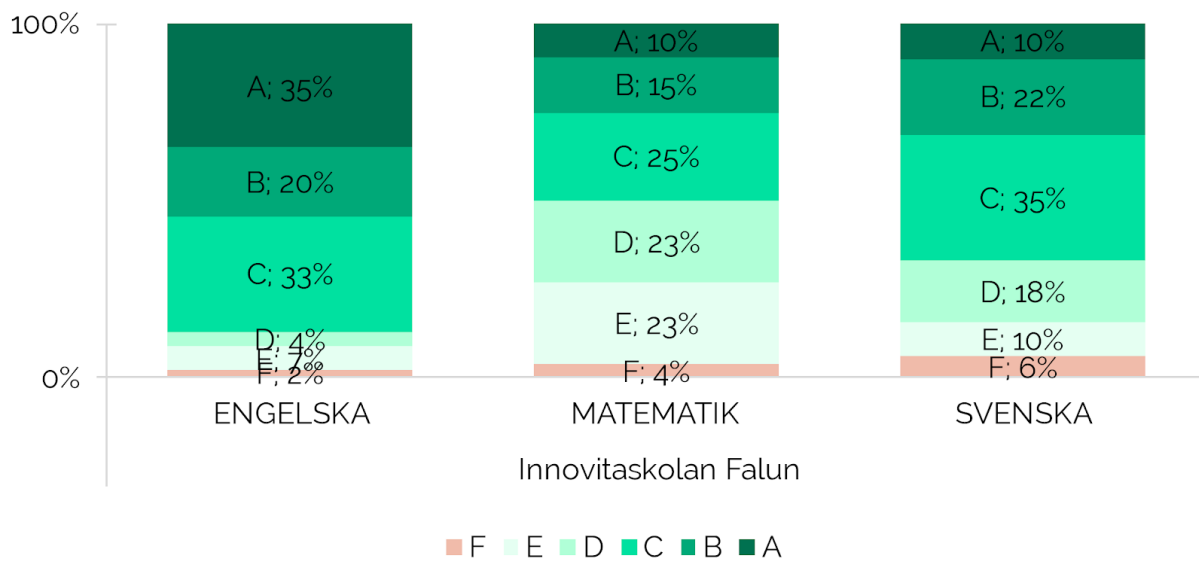 100%
A; 35%
B; 20%
C; 33%
D; 4%
E; 7%
F; 2%
A; 10%
B; 15%
C; 25%
D; 23%
E; 23%
F; 4%
A; 10%
B; 22%
C; 35%
D; 18%
E; 10%
F; 6%
0%
ENGELSKA MATEMATIK SVENSKA
Innovitaskolan Falun
F E D C B A